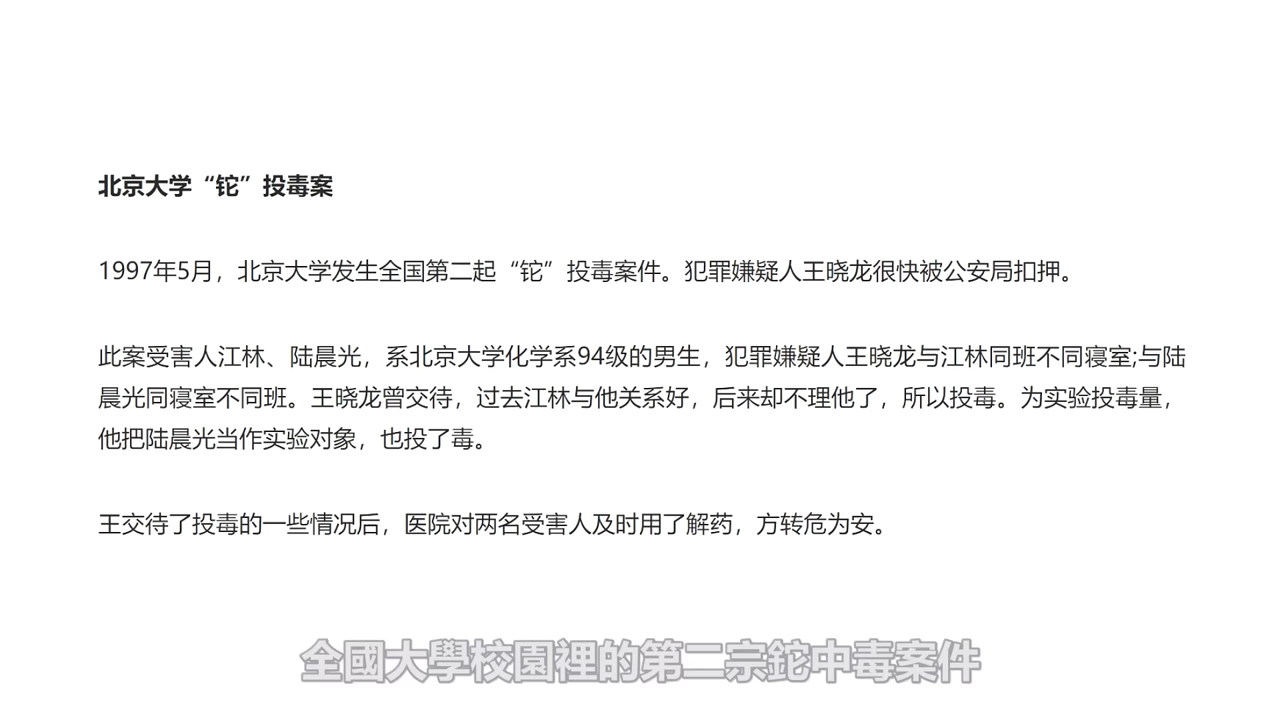 北京大学“铊”投毒案
1997年5月，北京大学发生全国第二起“铊”投毒案件。犯罪嫌疑人王晓龙很快被公安局扣押。
此案受害人江林、陆晨光，系北京大学化学系94级的男生，犯罪嫌疑人王晓龙与江林同班不同寝室;与陆
晨光同寝室不同班。王晓龙曾交待，过去江林与他关系好，后来却不理他了，所以投毒。为实验投毒量，
他把陆晨光当作实验对象，也投了毒。
王交待了投毒的一些情况后，医院对两名受害人及时用了解药，方转危为安。
全國大學校園裡的第二宗鉈中毒案件